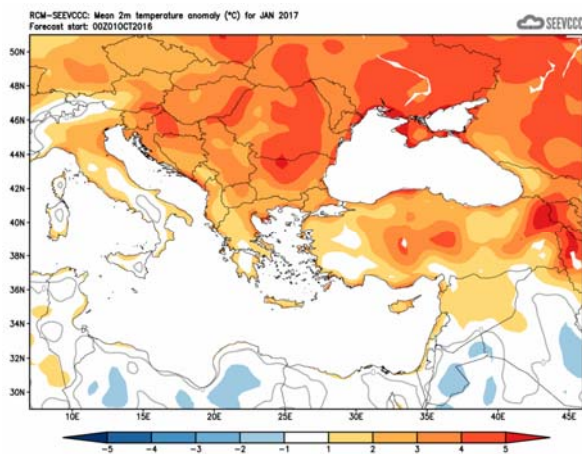 RCM-SEEVCCC: Mean 2m temperature anomaly (°C) for JAN 2017
Forecast start: 00Z01OCT2016
SEEVCCC
50N
48N
46N
44N
42N
40N
38N
36N
34N
32N
30N
10E 15E 20E 25E 30E 35E 40E 45E
-5 -4 -3 -2 -1 1 2 3 4 5